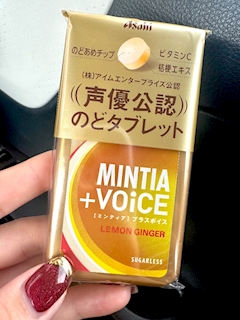 Asahi
のどあめチップ
ビタミンC
桔梗エキス
(株)アイムエンタープライス公認
((声優公認))
のどタブレット
MINTIA
+VOiCE
[ミンティア] プラスボイス
LEMON GINGER
SUGARLESS